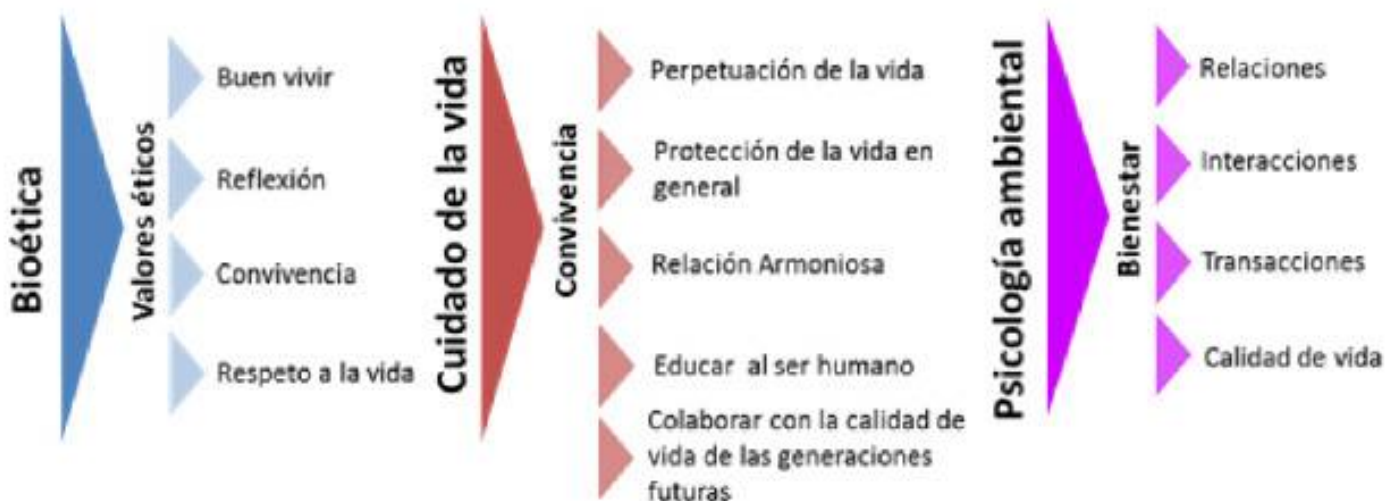 Bioética
Valores éticos
Buen vivir
Reflexión
Convivencia
Respeto a la vida
Cuidado de la vida
Convivencia
Perpetuación de la vida
Protección de la vida en
general
Relación Armoniosa
Educar al ser humano
Colaborar con la calidad de
vida de las generaciones
futuras
Psicología ambiental
Bienestar
Relaciones
Interacciones
Transacciones
Calidad de vida